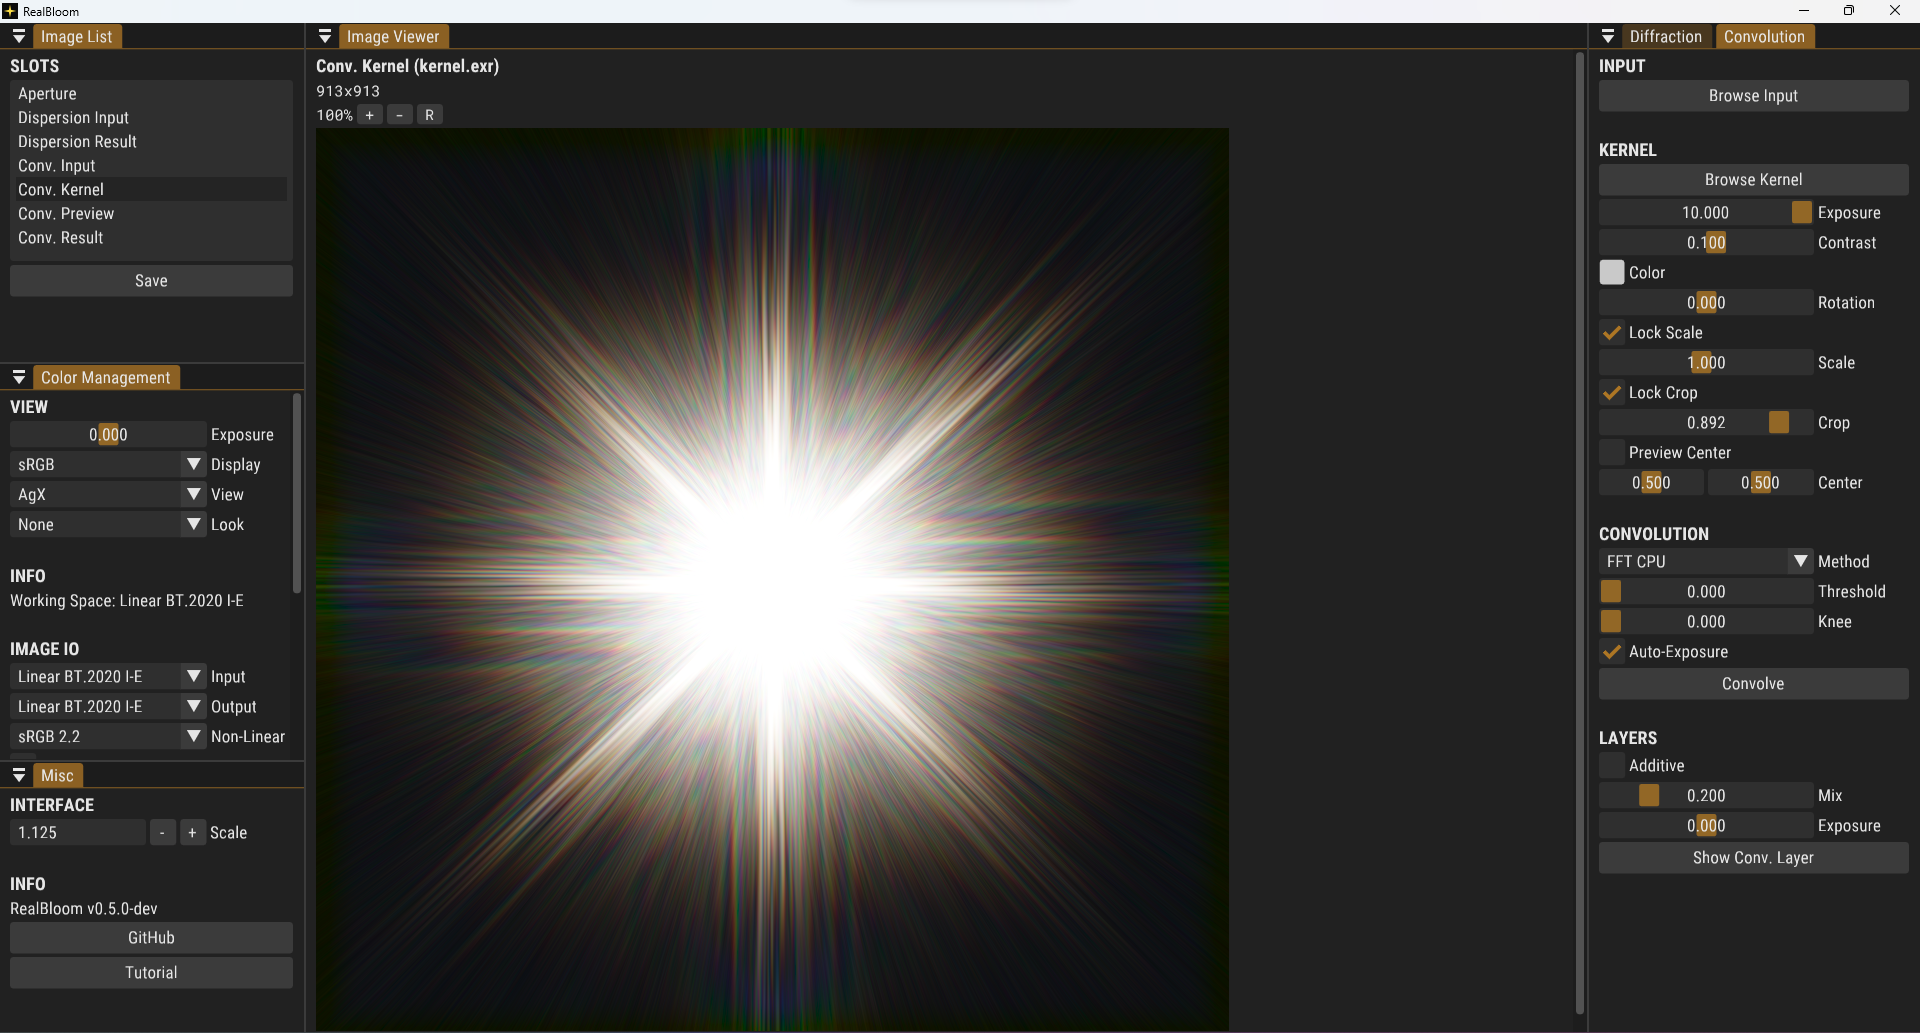 RealBloom
Image List
SLOTS
Aperture
Dispersion Input
Dispersion Result
Conv. Input
Conv. Kernel
Conv. Preview
Conv. Result
Save
Color Management
VIEW
0.000 Exposure
sRGB Display
AgX View
None Look
INFO
Working Space: Linear BT.2020 I-E
IMAGE IO
Linear BT.2020 I-E Input
Linear BT.2020 I-E Output
sRGB 2.2 Non-Linear
Misc
INTERFACE
1.125 - + Scale
INFO
RealBloom v0.5.0-dev
GitHub
Tutorial
Image Viewer
Conv. Kernel (kernel.exr)
913x913
100% + - R
Diffraction Convolution
INPUT
Browse Input
KERNEL
Browse Kernel
10.000 Exposure
0.100 Contrast
Color
0.000 Rotation
Lock Scale
1.000 Scale
Lock Crop
0.892 Crop
Preview Center
0.500 0.500 Center
CONVOLUTION
FFT CPU Method
0.000 Threshold
0.000 Knee
Auto-Exposure
Convolve
LAYERS
Additive
0.200 Mix
0.000 Exposure
Show Conv. Layer